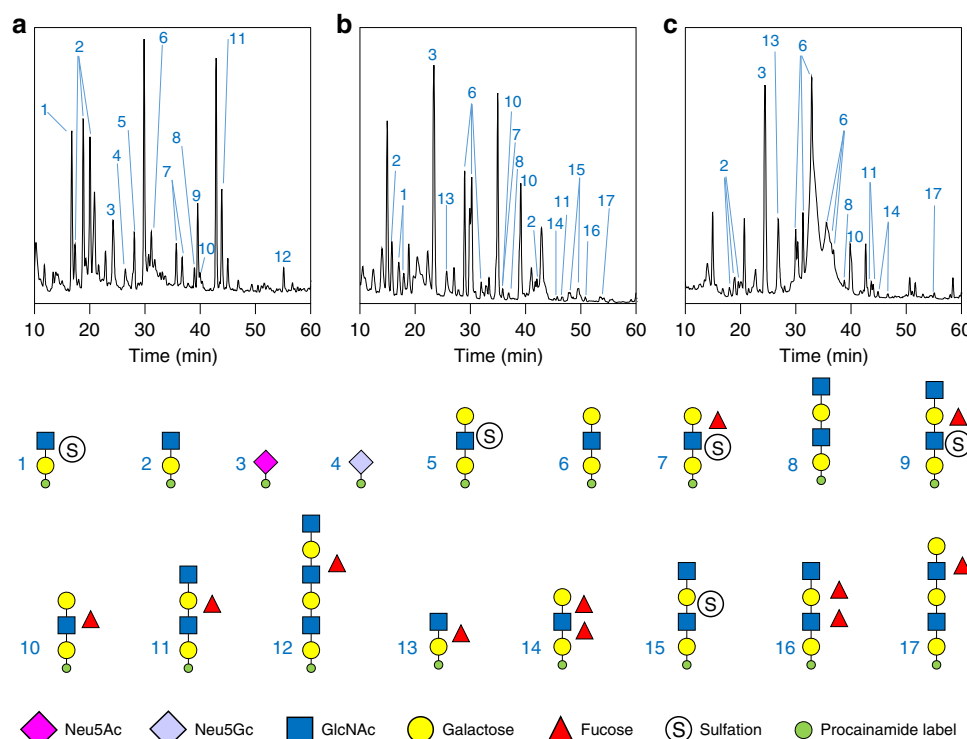 a
b
c
2
6
11
1
5
8
4
7
3
9
10
12
3
6
10
7
2
1
8
15
13
10
11
17
2
14
16
13
6
3
6
2
11
17
8
14
10
10 20 30 40 50 60
10 20 30 40 50 60
10 20 30 40 50 60
Time (min)
Time (min)
Time (min)
1 S
2
3
4
5 S
6
7 S
8
9 S
10
11
12
13
14
15 S
16
17
Neu5Ac
Neu5Gc
GlcNAc
Galactose
Fucose
S Sulfation
Procainamide label